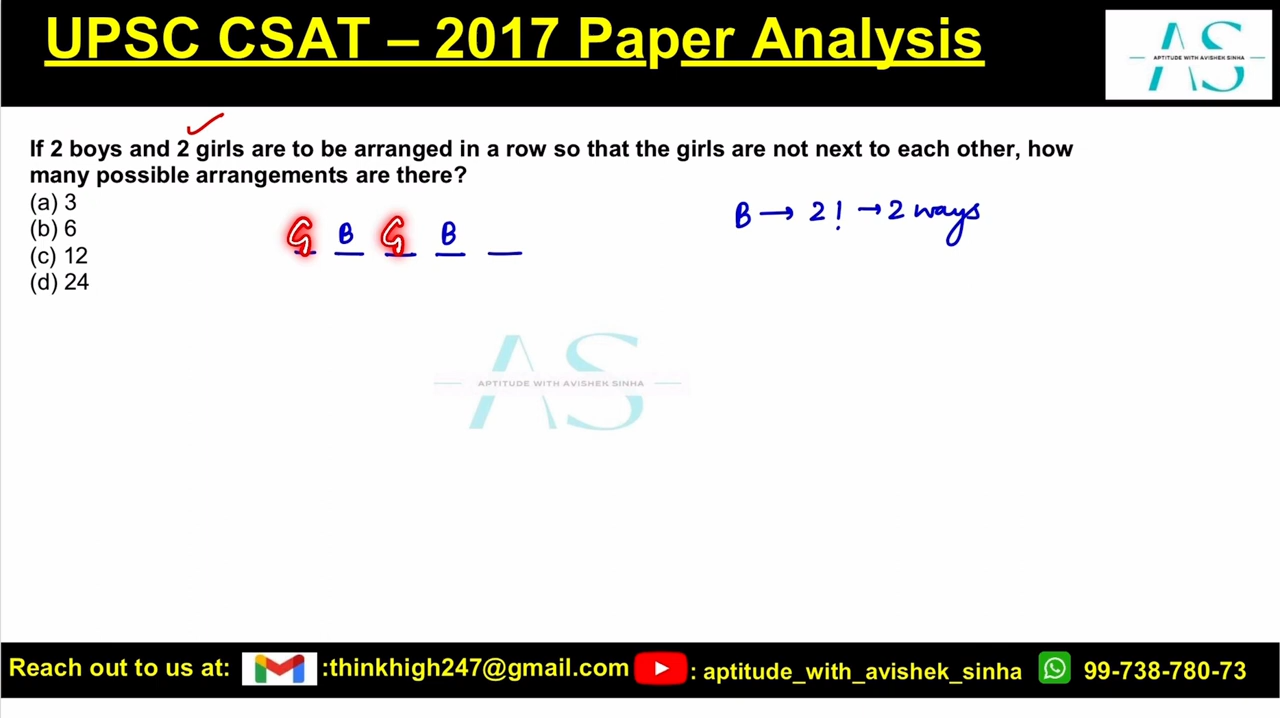 UPSC CSAT – 2017 Paper Analysis
AS
APTITUDE WITH AVISHEK SINHA
If 2 boys and 2 girls are to be arranged in a row so that the girls are not next to each other, how
many possible arrangements are there?
(a) 3
(b) 6
(c) 12
(d) 24
G B G B
B → 2! → 2 ways
AS
APTITUDE WITH AVISHEK SINHA
Reach out to us at: :thinkhigh247@gmail.com : aptitude_with_avishek_sinha 99-738-780-73